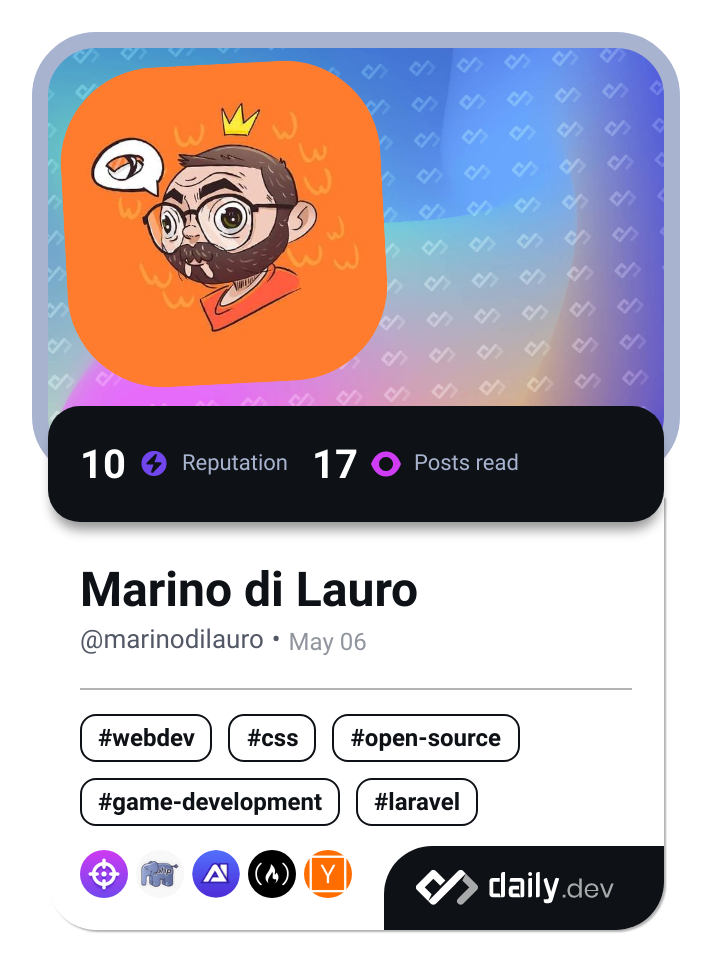 10 Reputation 17 Posts read
Marino di Lauro
@marinodilauro • May 06
#webdev #css #open-source
#game-development #laravel
php Y
daily.dev